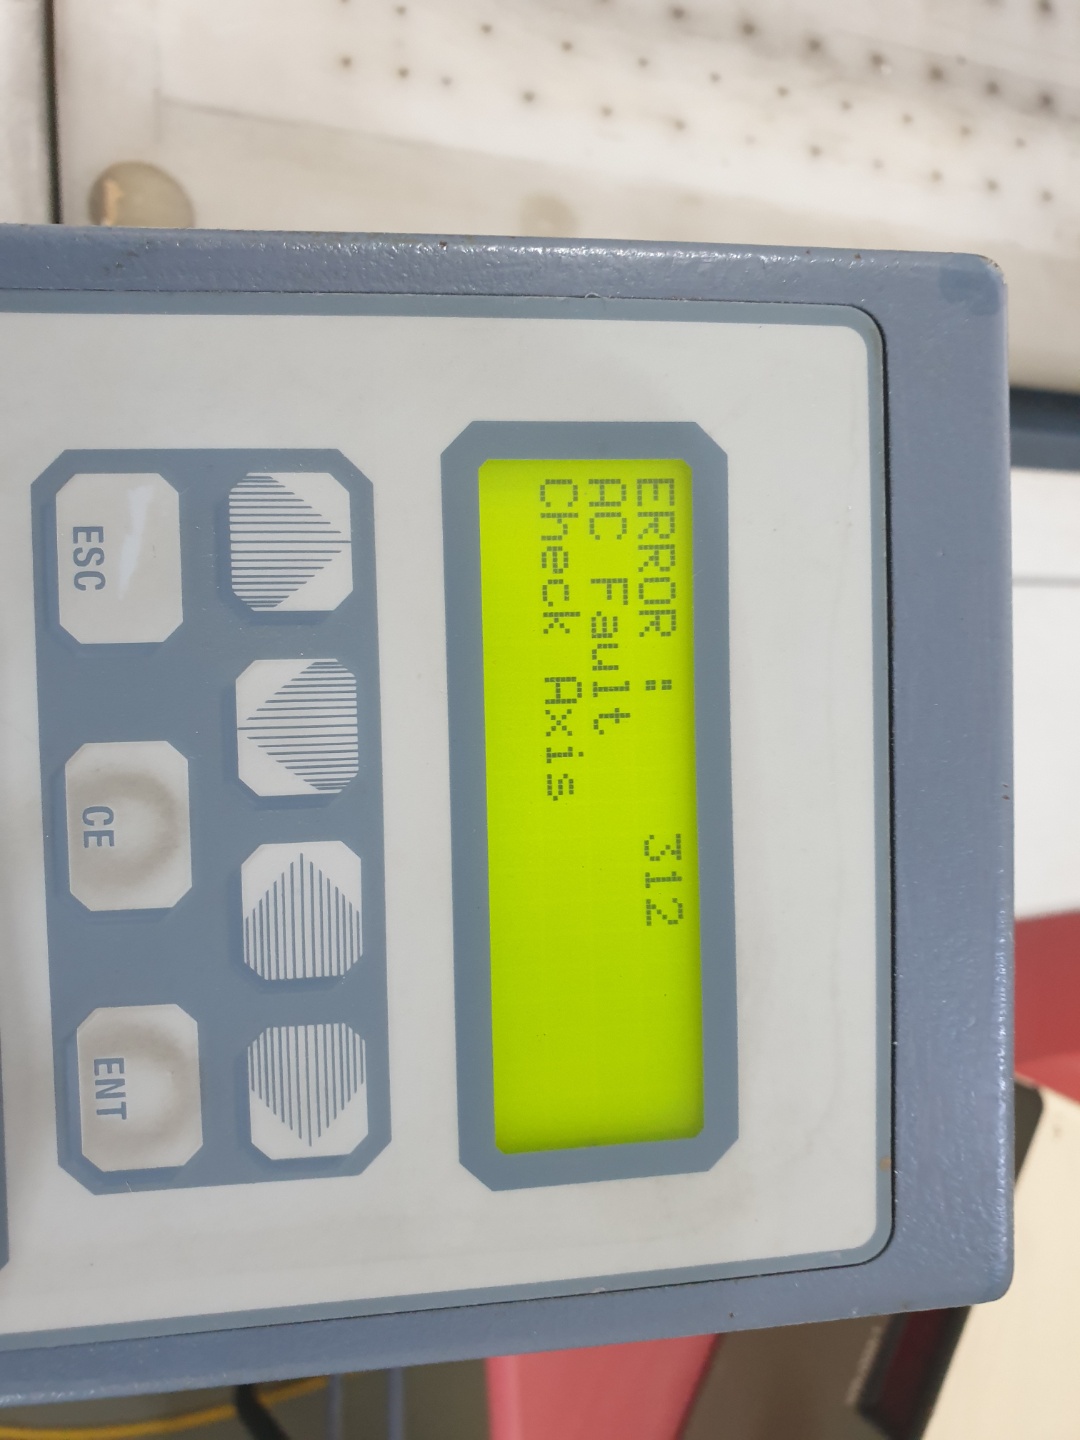 ERROR : 312
AC Fault
Check Axis
ESC
CE
ENT